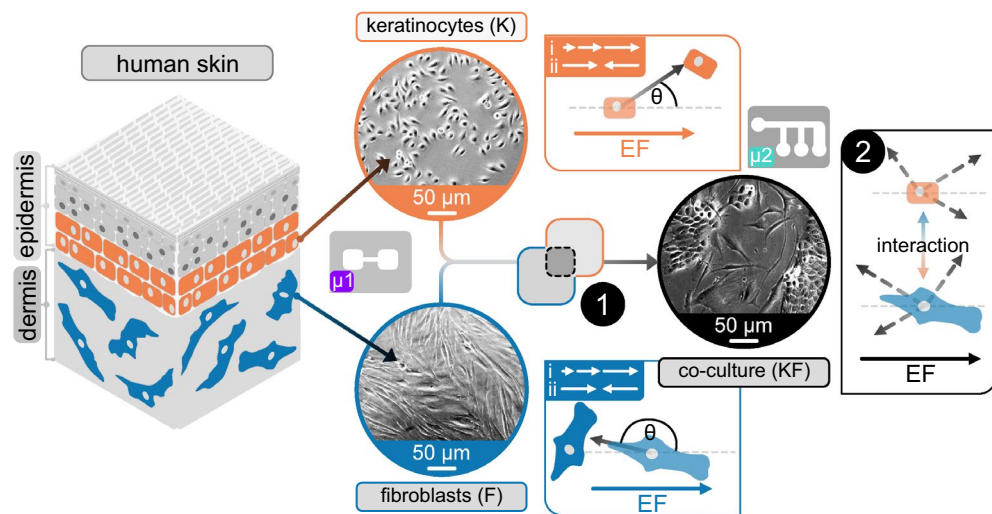 human skin
epidermis
dermis
keratinocytes (K)
50 µm
µ1
50 µm
fibroblasts (F)
i
ii
θ
EF
µ2
1
50 µm
co-culture (KF)
i
ii
θ
EF
2
interaction
EF